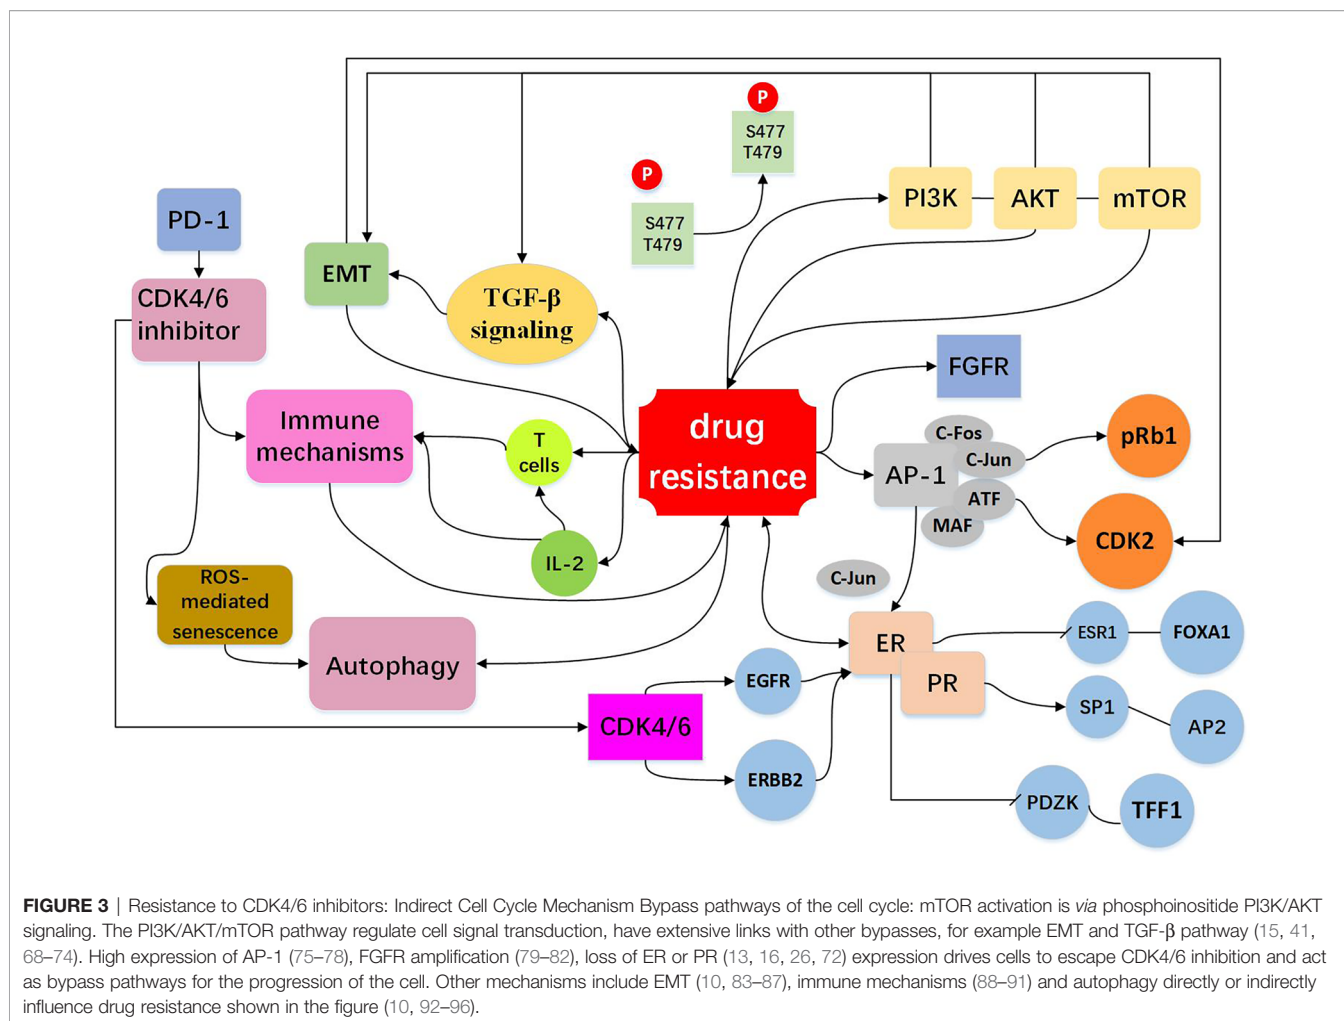 P
S477
T479
P
S477
T479
PI3K
AKT
mTOR
PD-1
EMT
CDK4/6
inhibitor
TGF-β
signaling
FGFR
Immune
mechanisms
T
cells
drug
resistance
C-Fos
C-Jun
AP-1
ATF
MAF
pRb1
CDK2
IL-2
C-Jun
ROS-
mediated
senescence
Autophagy
ER
PR
ESR1
FOXA1
EGFR
SP1
AP2
CDK4/6
ERBB2
PDZK
TFF1
FIGURE 3 | Resistance to CDK4/6 inhibitors: Indirect Cell Cycle Mechanism Bypass pathways of the cell cycle: mTOR activation is via phosphoinositide PI3K/AKT
signaling. The PI3K/AKT/mTOR pathway regulate cell signal transduction, have extensive links with other bypasses, for example EMT and TGF-β pathway (15, 41,
68–74). High expression of AP-1 (75–78), FGFR amplification (79–82), loss of ER or PR (13, 16, 26, 72) expression drives cells to escape CDK4/6 inhibition and act
as bypass pathways for the progression of the cell. Other mechanisms include EMT (10, 83–87), immune mechanisms (88–91) and autophagy directly or indirectly
influence drug resistance shown in the figure (10, 92–96).